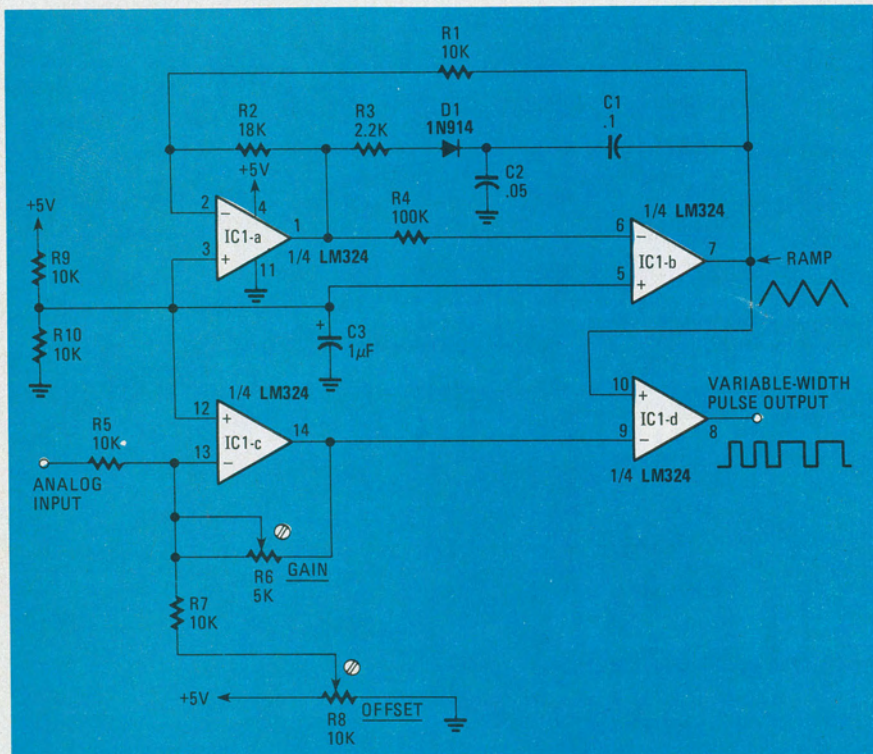 R1
10K
R2
18K
R3
2.2K
D1
1N914
C1
.1
+5V
4
2
−
IC1-a
1
3
+
11
1/4 LM324
C2
.05
R4
100K
1/4 LM324
6
−
IC1-b
7
5
+
RAMP
+5V
R9
10K
R10
10K
+
C3
1µF
1/4 LM324
12
+
IC1-c
14
13
−
R5
10K
ANALOG
INPUT
10
+
IC1-d
9
−
8
1/4 LM324
VARIABLE-WIDTH
PULSE OUTPUT
R6
5K
GAIN
R7
10K
+5V
R8
10K
OFFSET